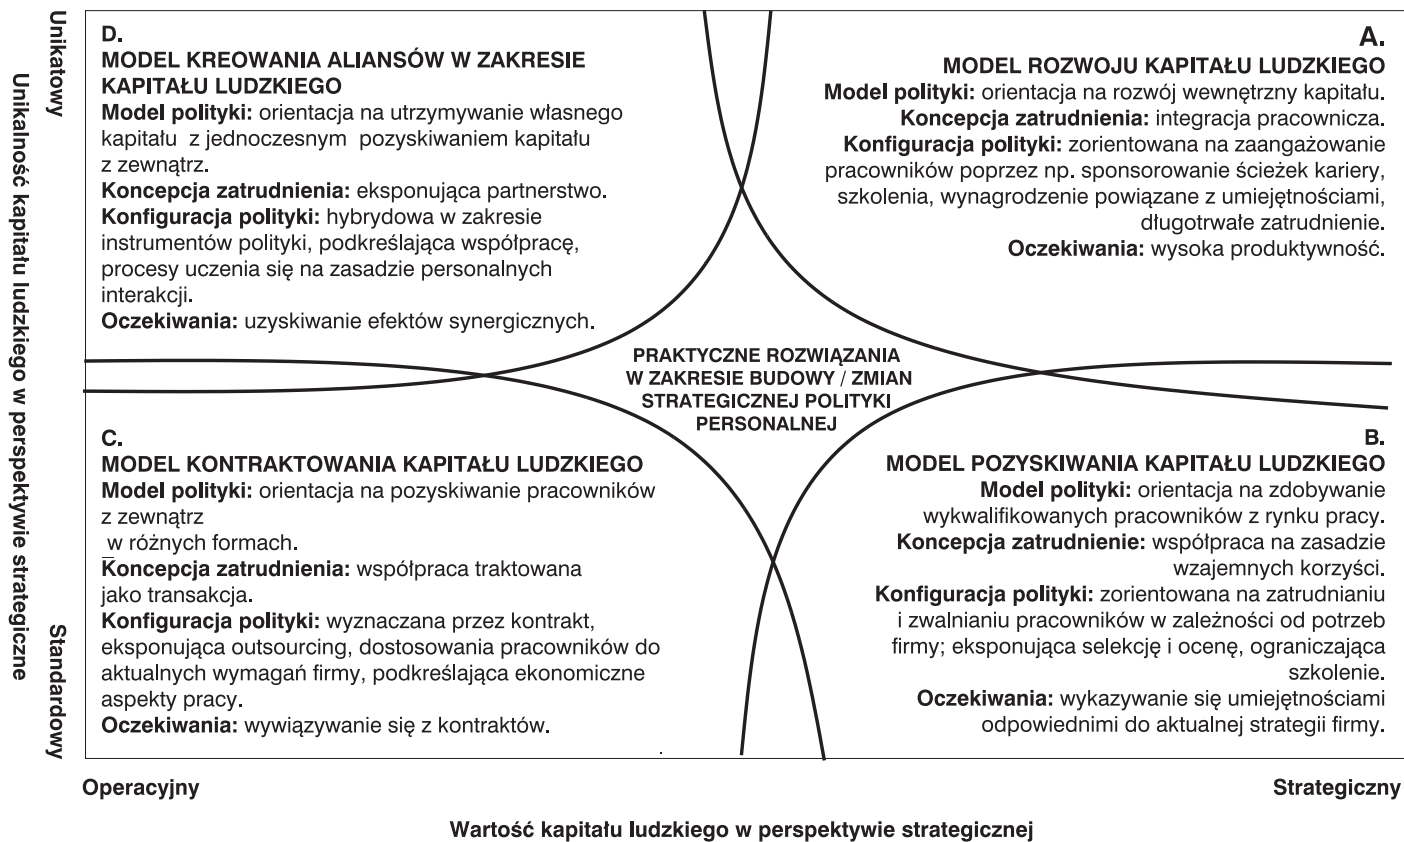 Unikalność kapitału ludzkiego w perspektywie strategiczne
Unikatowy
Standardowy
D.
MODEL KREOWANIA ALIANSÓW W ZAKRESIE
KAPITAŁU LUDZKIEGO
Model polityki: orientacja na utrzymywanie własnego
kapitału z jednoczesnym pozyskiwaniem kapitału
z zewnątrz.
Koncepcja zatrudnienia: eksponująca partnerstwo.
Konfiguracja polityki: hybrydowa w zakresie
instrumentów polityki, podkreślająca współpracę,
procesy uczenia się na zasadzie personalnych
interakcji.
Oczekiwania: uzyskiwanie efektów synergicznych.
A.
MODEL ROZWOJU KAPITAŁU LUDZKIEGO
Model polityki: orientacja na rozwój wewnętrzny kapitału.
Koncepcja zatrudnienia: integracja pracownicza.
Konfiguracja polityki: zorientowana na zaangażowanie
pracowników poprzez np. sponsorowanie ścieżek kariery,
szkolenia, wynagrodzenie powiązane z umiejętnościami,
długotrwałe zatrudnienie.
Oczekiwania: wysoka produktywność.
PRAKTYCZNE ROZWIĄZANIA
W ZAKRESIE BUDOWY / ZMIAN
STRATEGICZNEJ POLITYKI
PERSONALNEJ
C.
MODEL KONTRAKTOWANIA KAPITAŁU LUDZKIEGO
Model polityki: orientacja na pozyskiwanie pracowników
z zewnątrz
w różnych formach.
Koncepcja zatrudnienia: współpraca traktowana
jako transakcja.
Konfiguracja polityki: wyznaczana przez kontrakt,
eksponująca outsourcing, dostosowania pracowników do
aktualnych wymagań firmy, podkreślająca ekonomiczne
aspekty pracy.
Oczekiwania: wywiązywanie się z kontraktów.
B.
MODEL POZYSKIWANIA KAPITAŁU LUDZKIEGO
Model polityki: orientacja na zdobywanie
wykwalifikowanych pracowników z rynku pracy.
Koncepcja zatrudnienie: współpraca na zasadzie
wzajemnych korzyści.
Konfiguracja polityki: zorientowana na zatrudnianiu
i zwalnianiu pracowników w zależności od potrzeb
firmy; eksponująca selekcję i ocenę, ograniczająca
szkolenie.
Oczekiwania: wykazywanie się umiejętnościami
odpowiednimi do aktualnej strategii firmy.
Operacyjny
Strategiczny
Wartość kapitału ludzkiego w perspektywie strategicznej